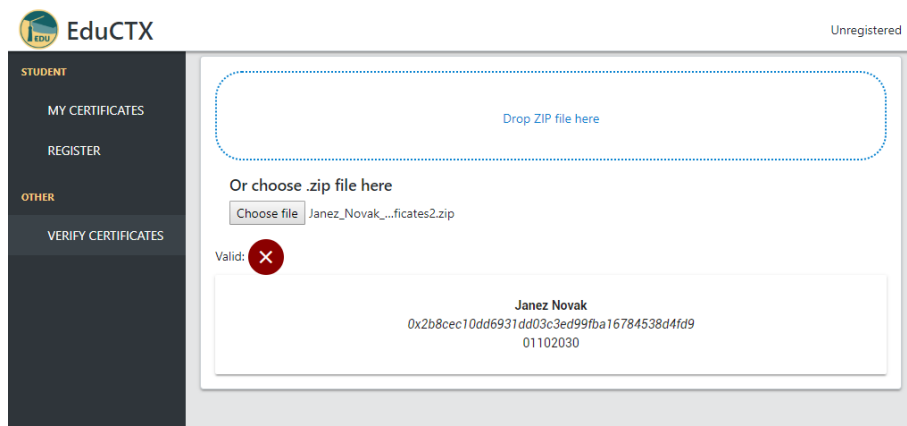 EDU
EduCTX
Unregistered
STUDENT
MY CERTIFICATES
REGISTER
OTHER
VERIFY CERTIFICATES
Drop ZIP file here
Or choose .zip file here
Choose file Janez_Novak_...ficates2.zip
Valid:
Janez Novak
0x2b8cec10dd6931dd03c3ed99fba16784538d4fd9
01102030